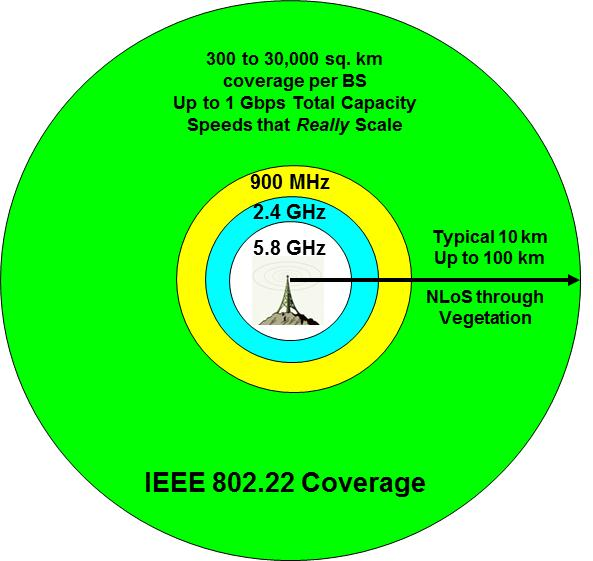 300 to 30,000 sq. km
coverage per BS
Up to 1 Gbps Total Capacity
Speeds that Really Scale
900 MHz
2.4 GHz
5.8 GHz
Typical 10 km
Up to 100 km
NLoS through
Vegetation
IEEE 802.22 Coverage